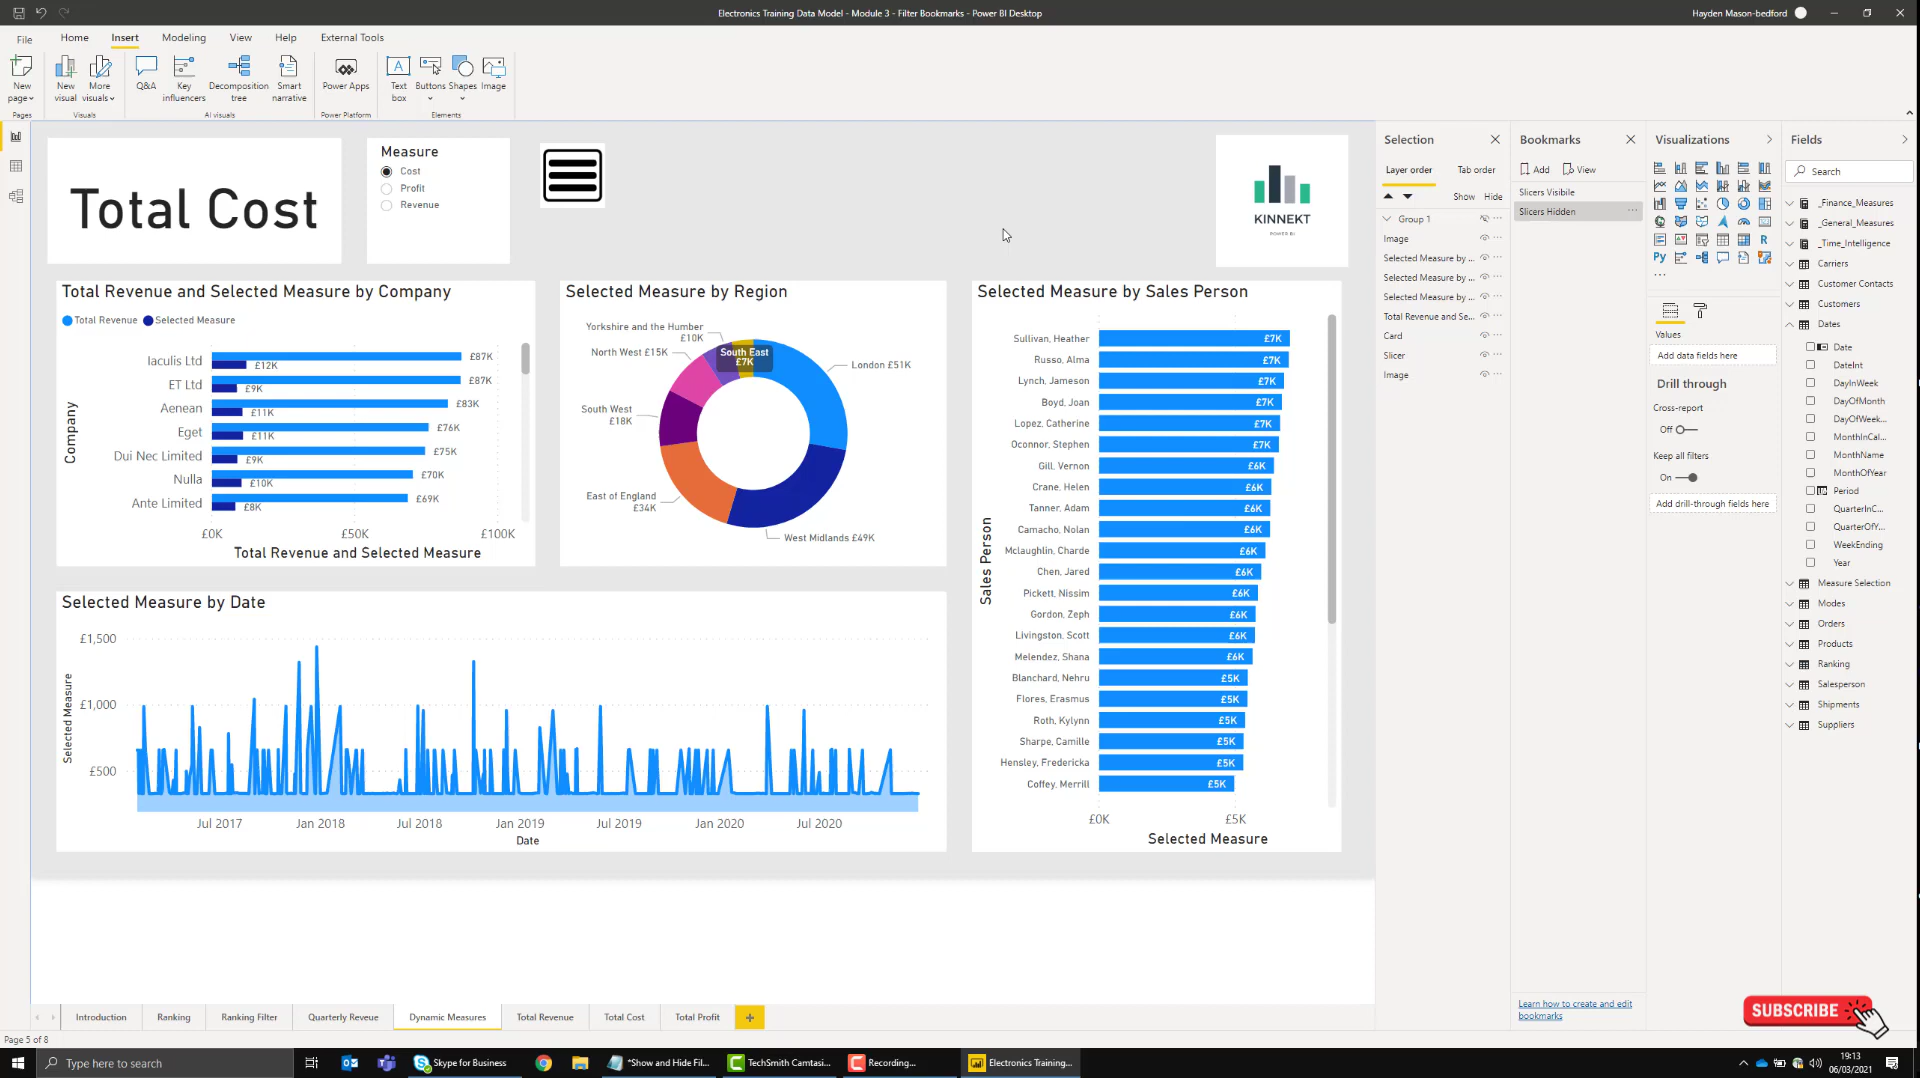 Electronics Training Data Model - Module 3 - Filter Bookmarks - Power BI Desktop
Hayden Mason-bedford
File
Home
Insert
Modeling
View
Help
External Tools
New page
New visual
More visuals
Q&A
Key influencers
Decomposition tree
Smart narrative
Power Apps
Text box
Buttons
Shapes
Image
Pages
Visuals
AI visuals
Power Platform
Elements
Total Cost
Measure
Cost
Profit
Revenue
KINNEKT
POWER BI
Total Revenue and Selected Measure by Company
Total Revenue
Selected Measure
Company
Iaculis Ltd
£87K
£12K
ET Ltd
£87K
£9K
Aenean
£83K
£11K
Eget
£76K
£11K
Dui Nec Limited
£75K
£9K
Nulla
£70K
£10K
Ante Limited
£69K
£8K
£0K
£50K
£100K
Total Revenue and Selected Measure
Selected Measure by Region
Yorkshire and the Humber
£10K
North West £15K
South East
£7K
London £51K
South West
£18K
East of England
£34K
West Midlands £49K
Selected Measure by Sales Person
Sales Person
Sullivan, Heather
£7K
Russo, Alma
£7K
Lynch, Jameson
£7K
Boyd, Joan
£7K
Lopez, Catherine
£7K
Oconnor, Stephen
£7K
Gill, Vernon
£6K
Crane, Helen
£6K
Tanner, Adam
£6K
Camacho, Nolan
£6K
Mclaughlin, Charde
£6K
Chen, Jared
£6K
Pickett, Nissim
£6K
Gordon, Zeph
£6K
Livingston, Scott
£6K
Melendez, Shana
£6K
Blanchard, Nehru
£5K
Flores, Erasmus
£5K
Roth, Kylynn
£5K
Sharpe, Camille
£5K
Hensley, Fredericka
£5K
Coffey, Merrill
£5K
£0K
£5K
Selected Measure
Selected Measure by Date
Selected Measure
£1,500
£1,000
£500
Jul 2017
Jan 2018
Jul 2018
Jan 2019
Jul 2019
Jan 2020
Jul 2020
Date
Selection
Layer order
Tab order
Show
Hide
Group 1
Image
Selected Measure by ...
Selected Measure by ...
Selected Measure by ...
Total Revenue and Se...
Card
Slicer
Image
Bookmarks
Add
View
Slicers Visibile
Slicers Hidden
Learn how to create and edit
bookmarks
Visualizations
R
Py
Values
Add data fields here
Drill through
Cross-report
Off
Keep all filters
On
Add drill-through fields here
Fields
Search
_Finance_Measures
_General_Measures
_Time_Intelligence
Carriers
Customer Contacts
Customers
Dates
Date
DateInt
DayInWeek
DayOfMonth
DayOfWeek...
MonthInCal...
MonthName
MonthOfYear
Period
QuarterInC...
QuarterOfY...
WeekEnding
Year
Measure Selection
Modes
Orders
Products
Ranking
Salesperson
Shipments
Suppliers
SUBSCRIBE
Introduction
Ranking
Ranking Filter
Quarterly Reveue
Dynamic Measures
Total Revenue
Total Cost
Total Profit
Page 5 of 8
Type here to search
Skype for Business
*Show and Hide Fil...
TechSmith Camtasi...
Recording...
Electronics Training...
19:13
06/03/2021